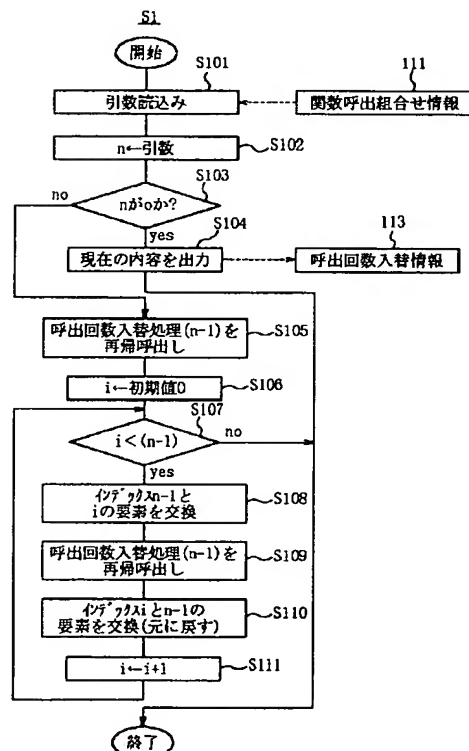 S1
開始
S101
111
引数読込み
関数呼出組合せ情報
n←引数
S102
S103
no
nがoか?
yes
S104
113
現在の内容を出力
呼出回数入替情報
呼出回数入替処理(n-1)を
再帰呼出し
S105
i←初期値0
S106
S107
i<(n-1)
no
yes
インデックスn-1と
iの要素を交換
S108
呼出回数入替処理(n-1)を
再帰呼出し
S109
インデックスiとn-1の
要素を交換(元に戻す)
S110
i←i+1
S111
終了